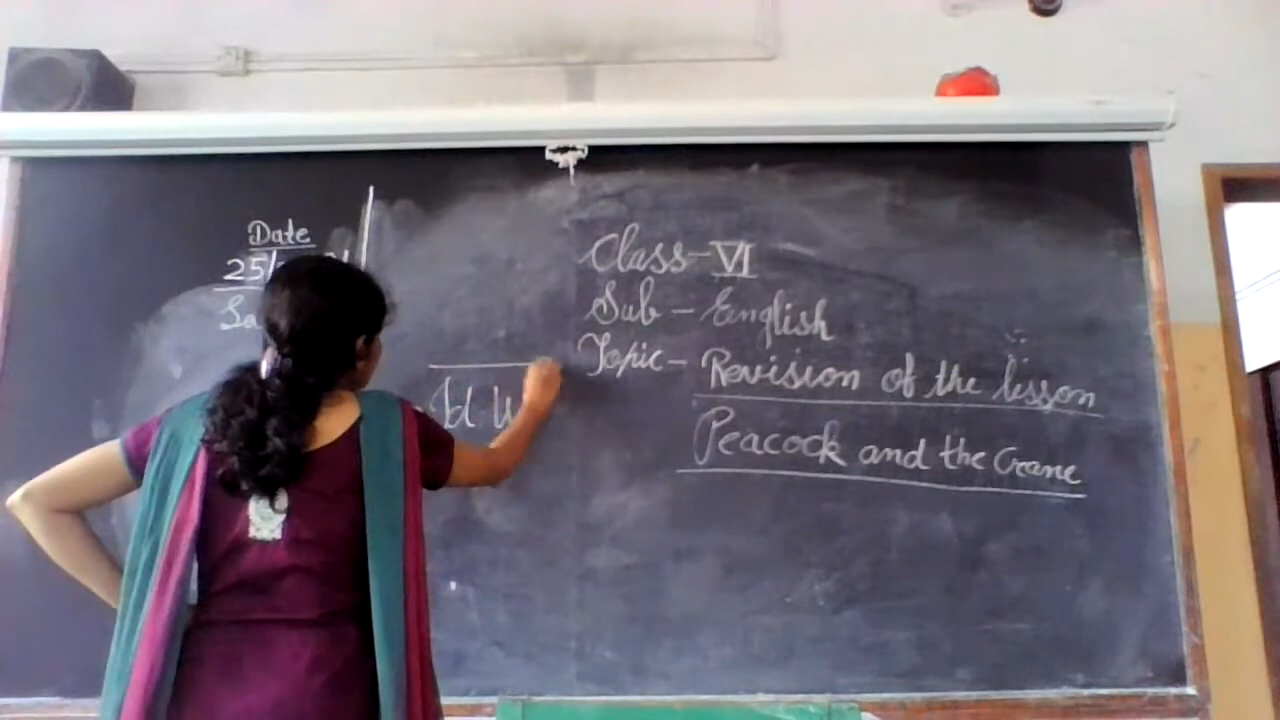 Date
25/
Class-VI
Sub - English
Topic - Revision of the lesson
Peacock and the Crane